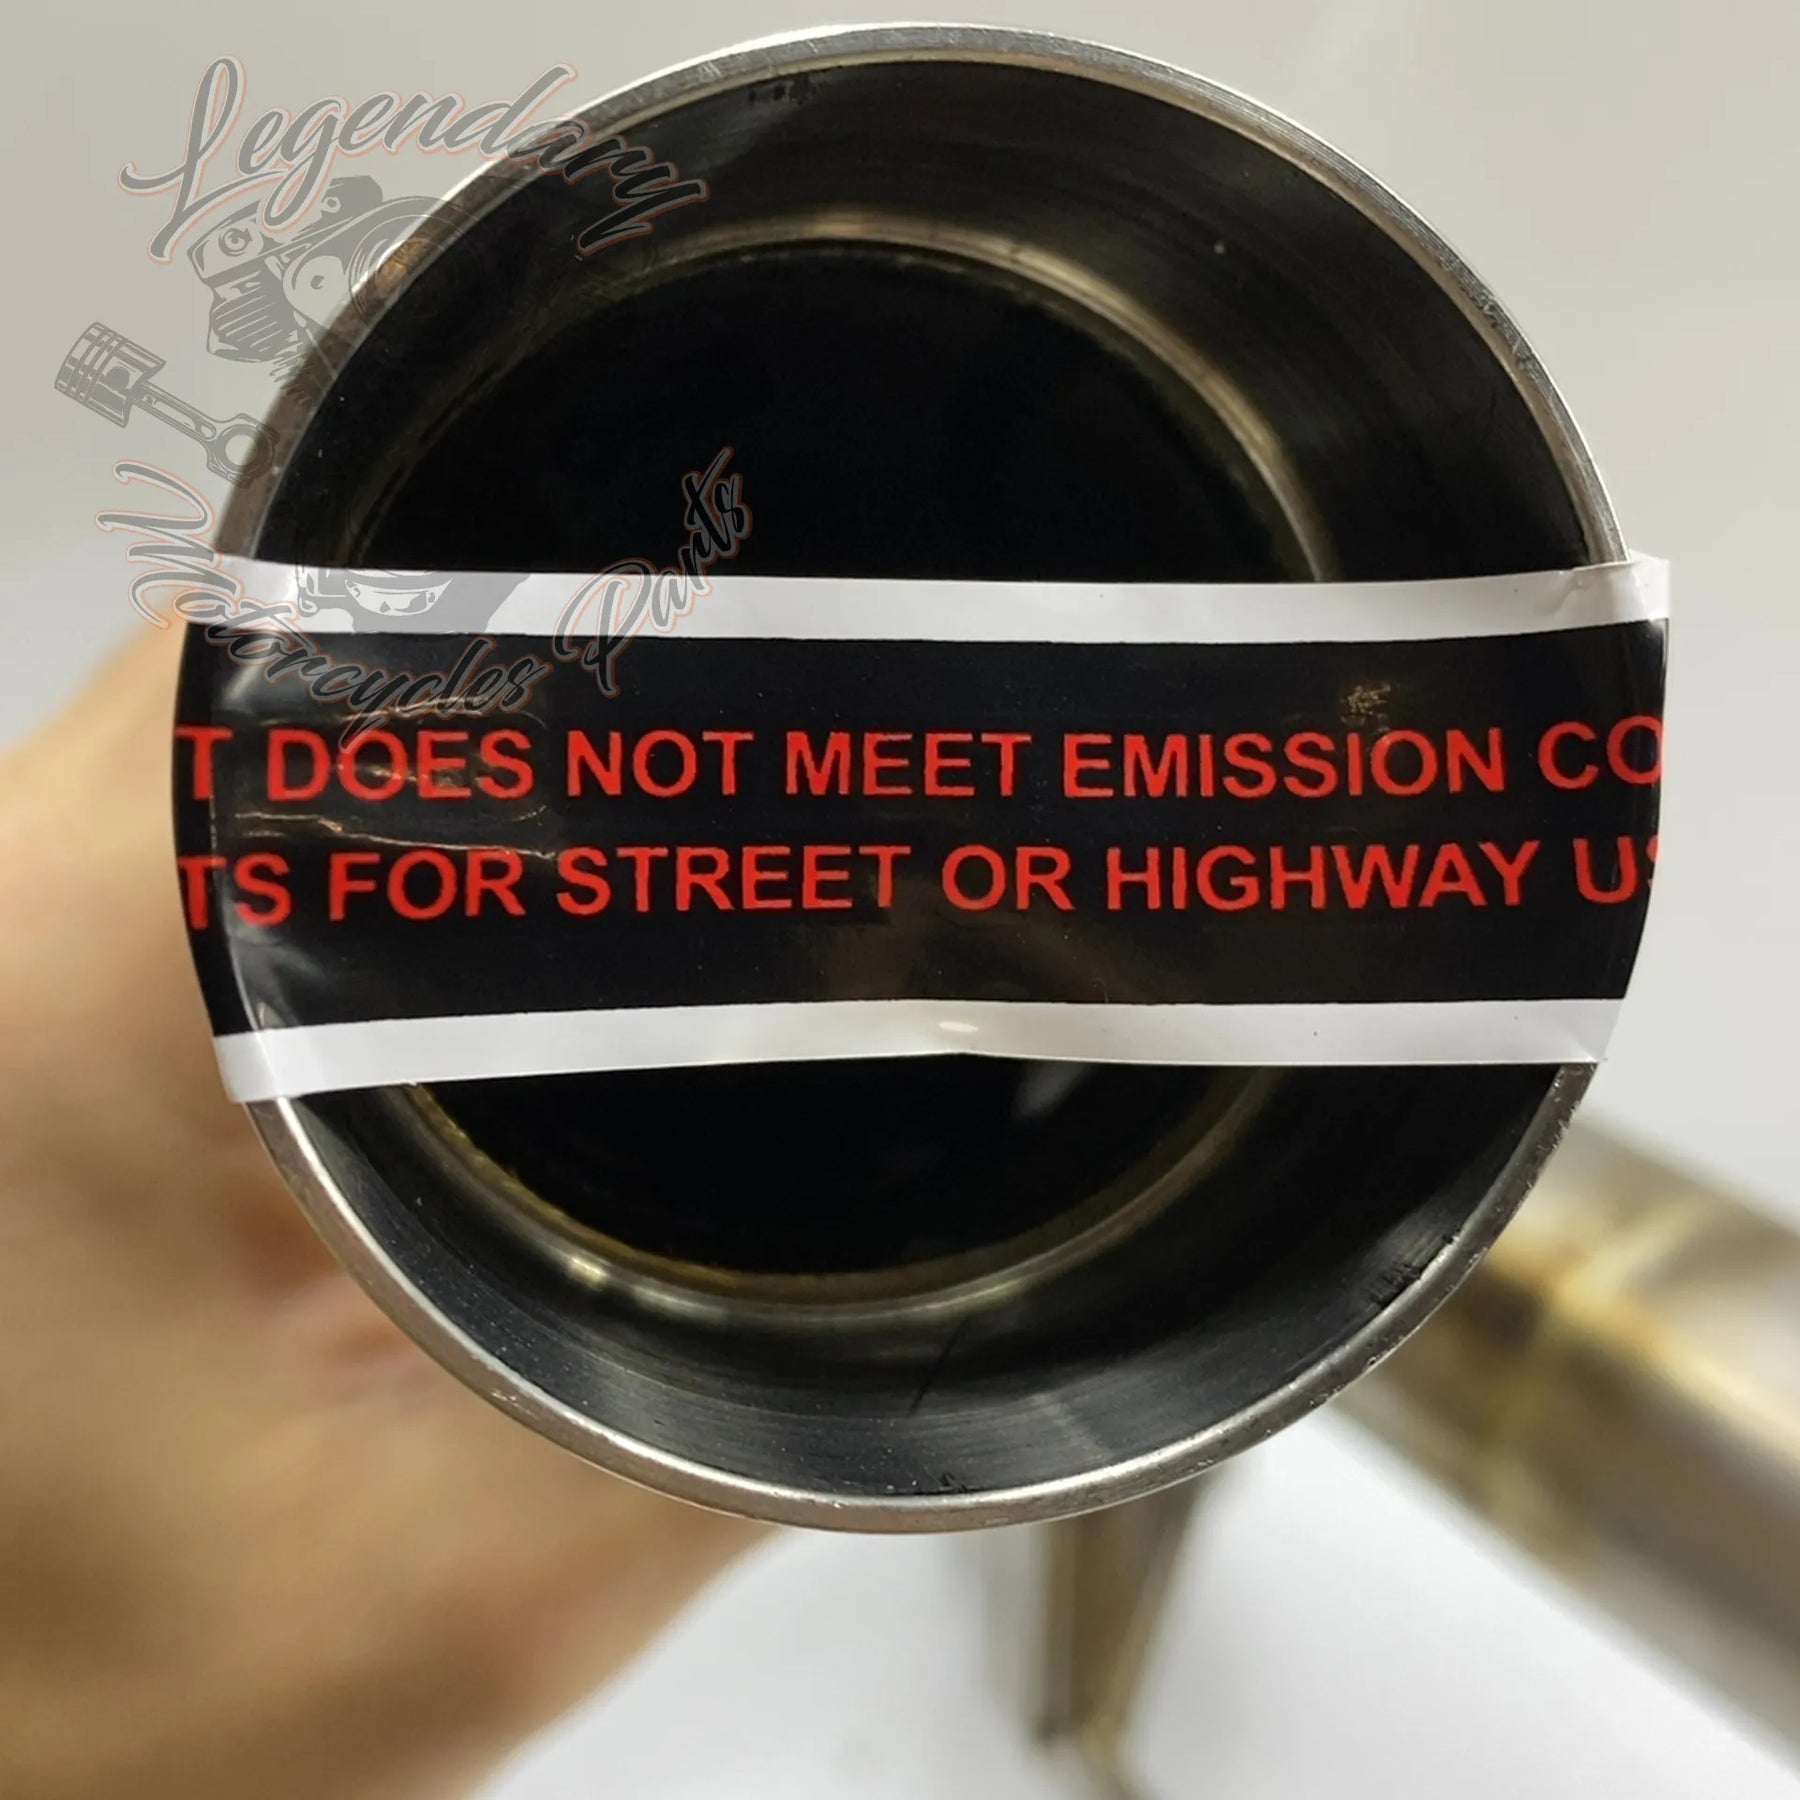 Legendary
Motorcycles Parts
T DOES NOT MEET EMISSION CO
TS FOR STREET OR HIGHWAY US